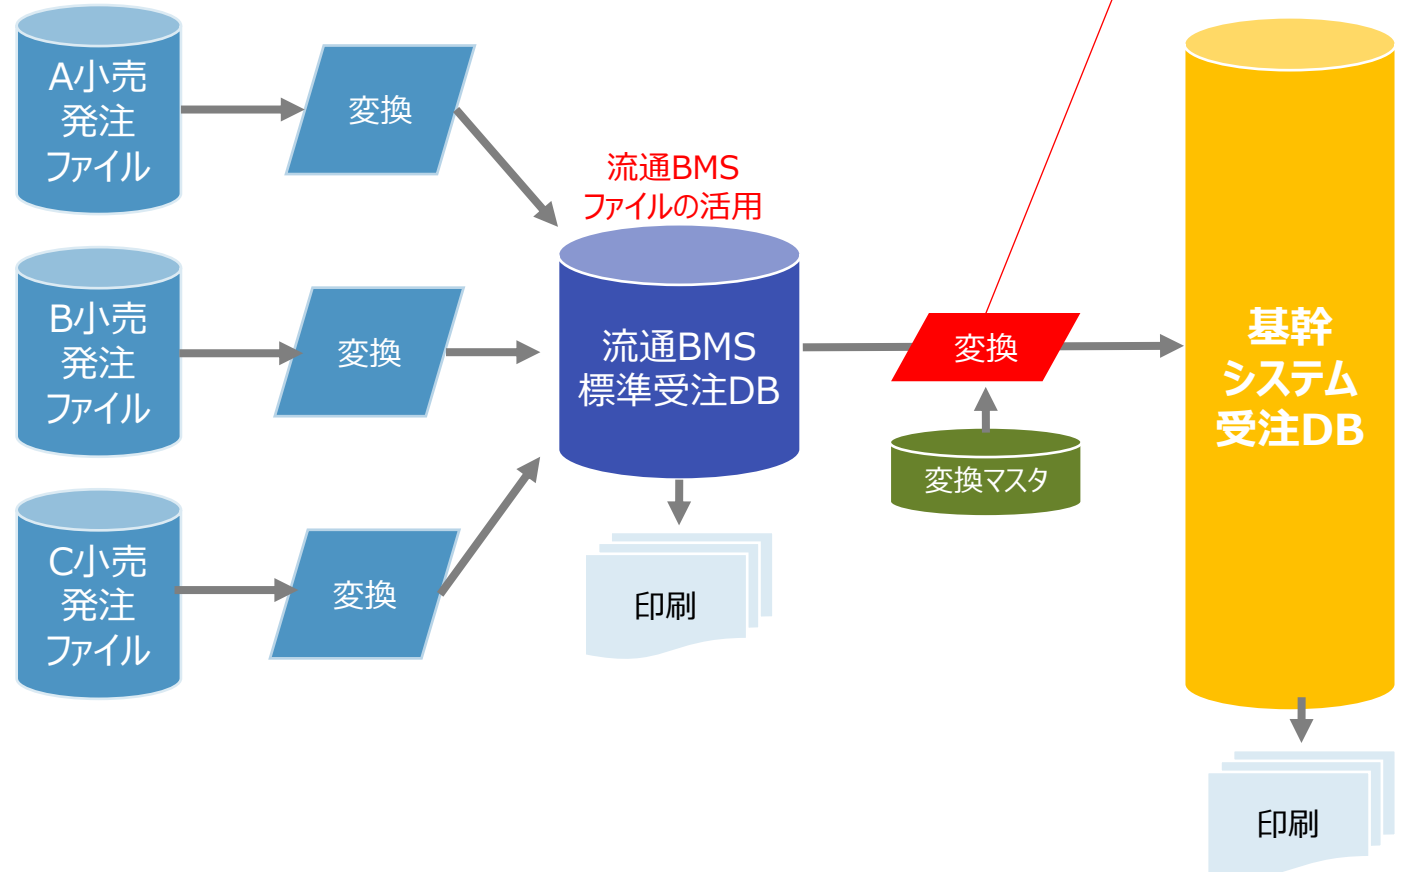 A小売
発注
ファイル
変換
B小売
発注
ファイル
変換
C小売
発注
ファイル
変換
流通BMS
ファイルの活用
流通BMS
標準受注DB
印刷
変換
変換マスタ
基幹
システム
受注DB
印刷